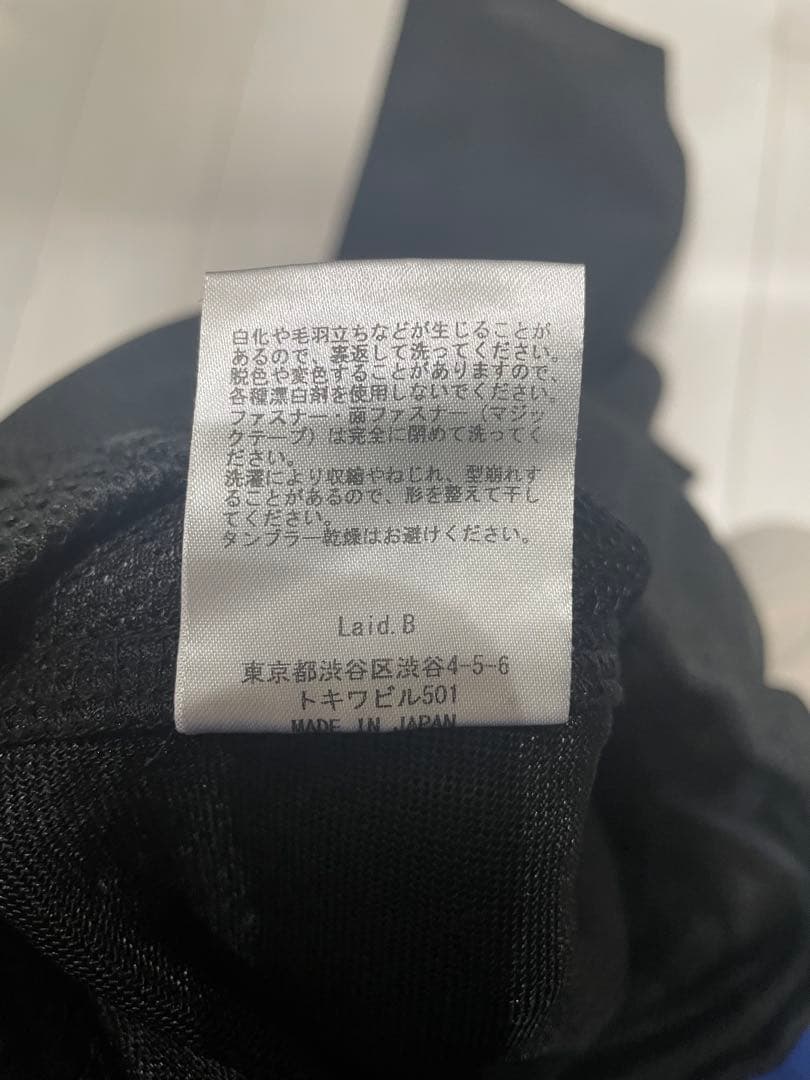 白化や毛羽立ちなどが生じることが
あるので、裏返して洗ってください。
脱色や変色することがありますので、
各種漂白剤を使用しないでください。
ファスナー・面ファスナー（マジッ
クテープ）は完全に閉めて洗ってく
ださい。
洗濯により収縮やねじれ、型崩れす
ることがあるので、形を整えて干し
てください。
タンブラー乾燥はお避けください。
Laid.B
東京都渋谷区渋谷4-5-6
トキワビル501
MADE IN JAPAN